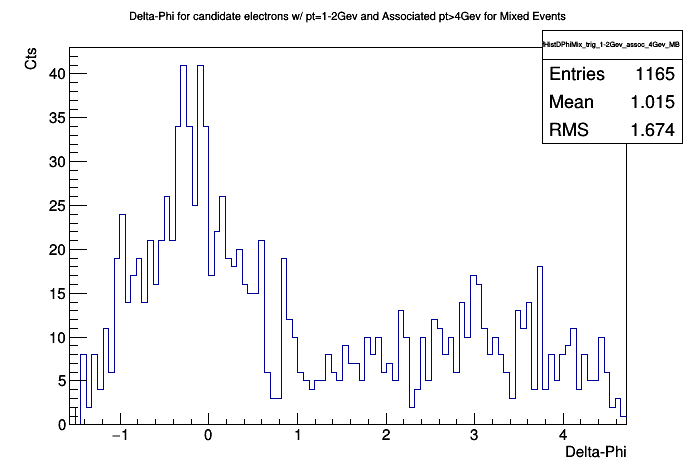 Delta-Phi for candidate electrons w/ pt=1-2Gev and Associated pt>4Gev for Mixed Events
HistDPhiMix_trig_1-2Gev_assoc_4Gev_MB
Entries 1165
Mean 1.015
RMS 1.674
Cts
40
35
30
25
20
15
10
5
0
−1 0 1 2 3 4
Delta-Phi